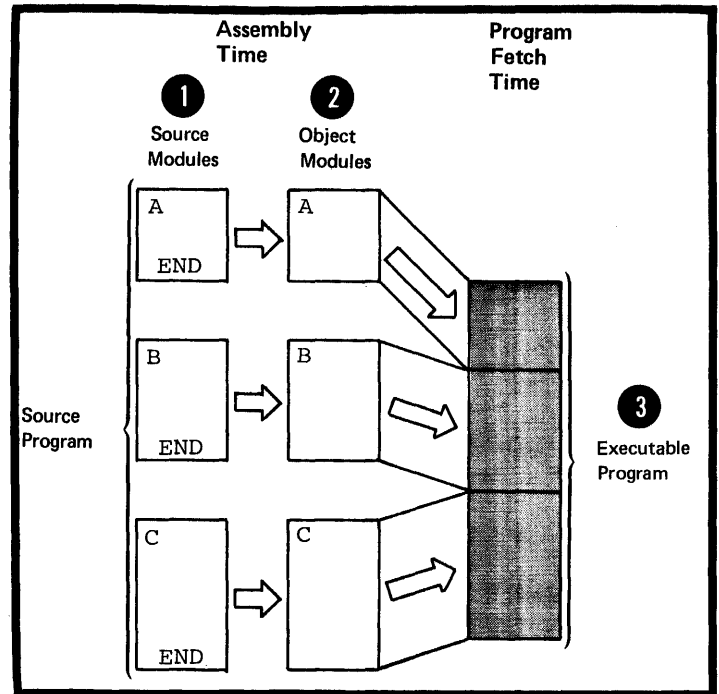 Assembly
Time
Program
Fetch
Time
1
2
Source
Modules
Object
Modules
A
END
A
B
END
B
Source
Program
3
Executable
Program
C
END
C